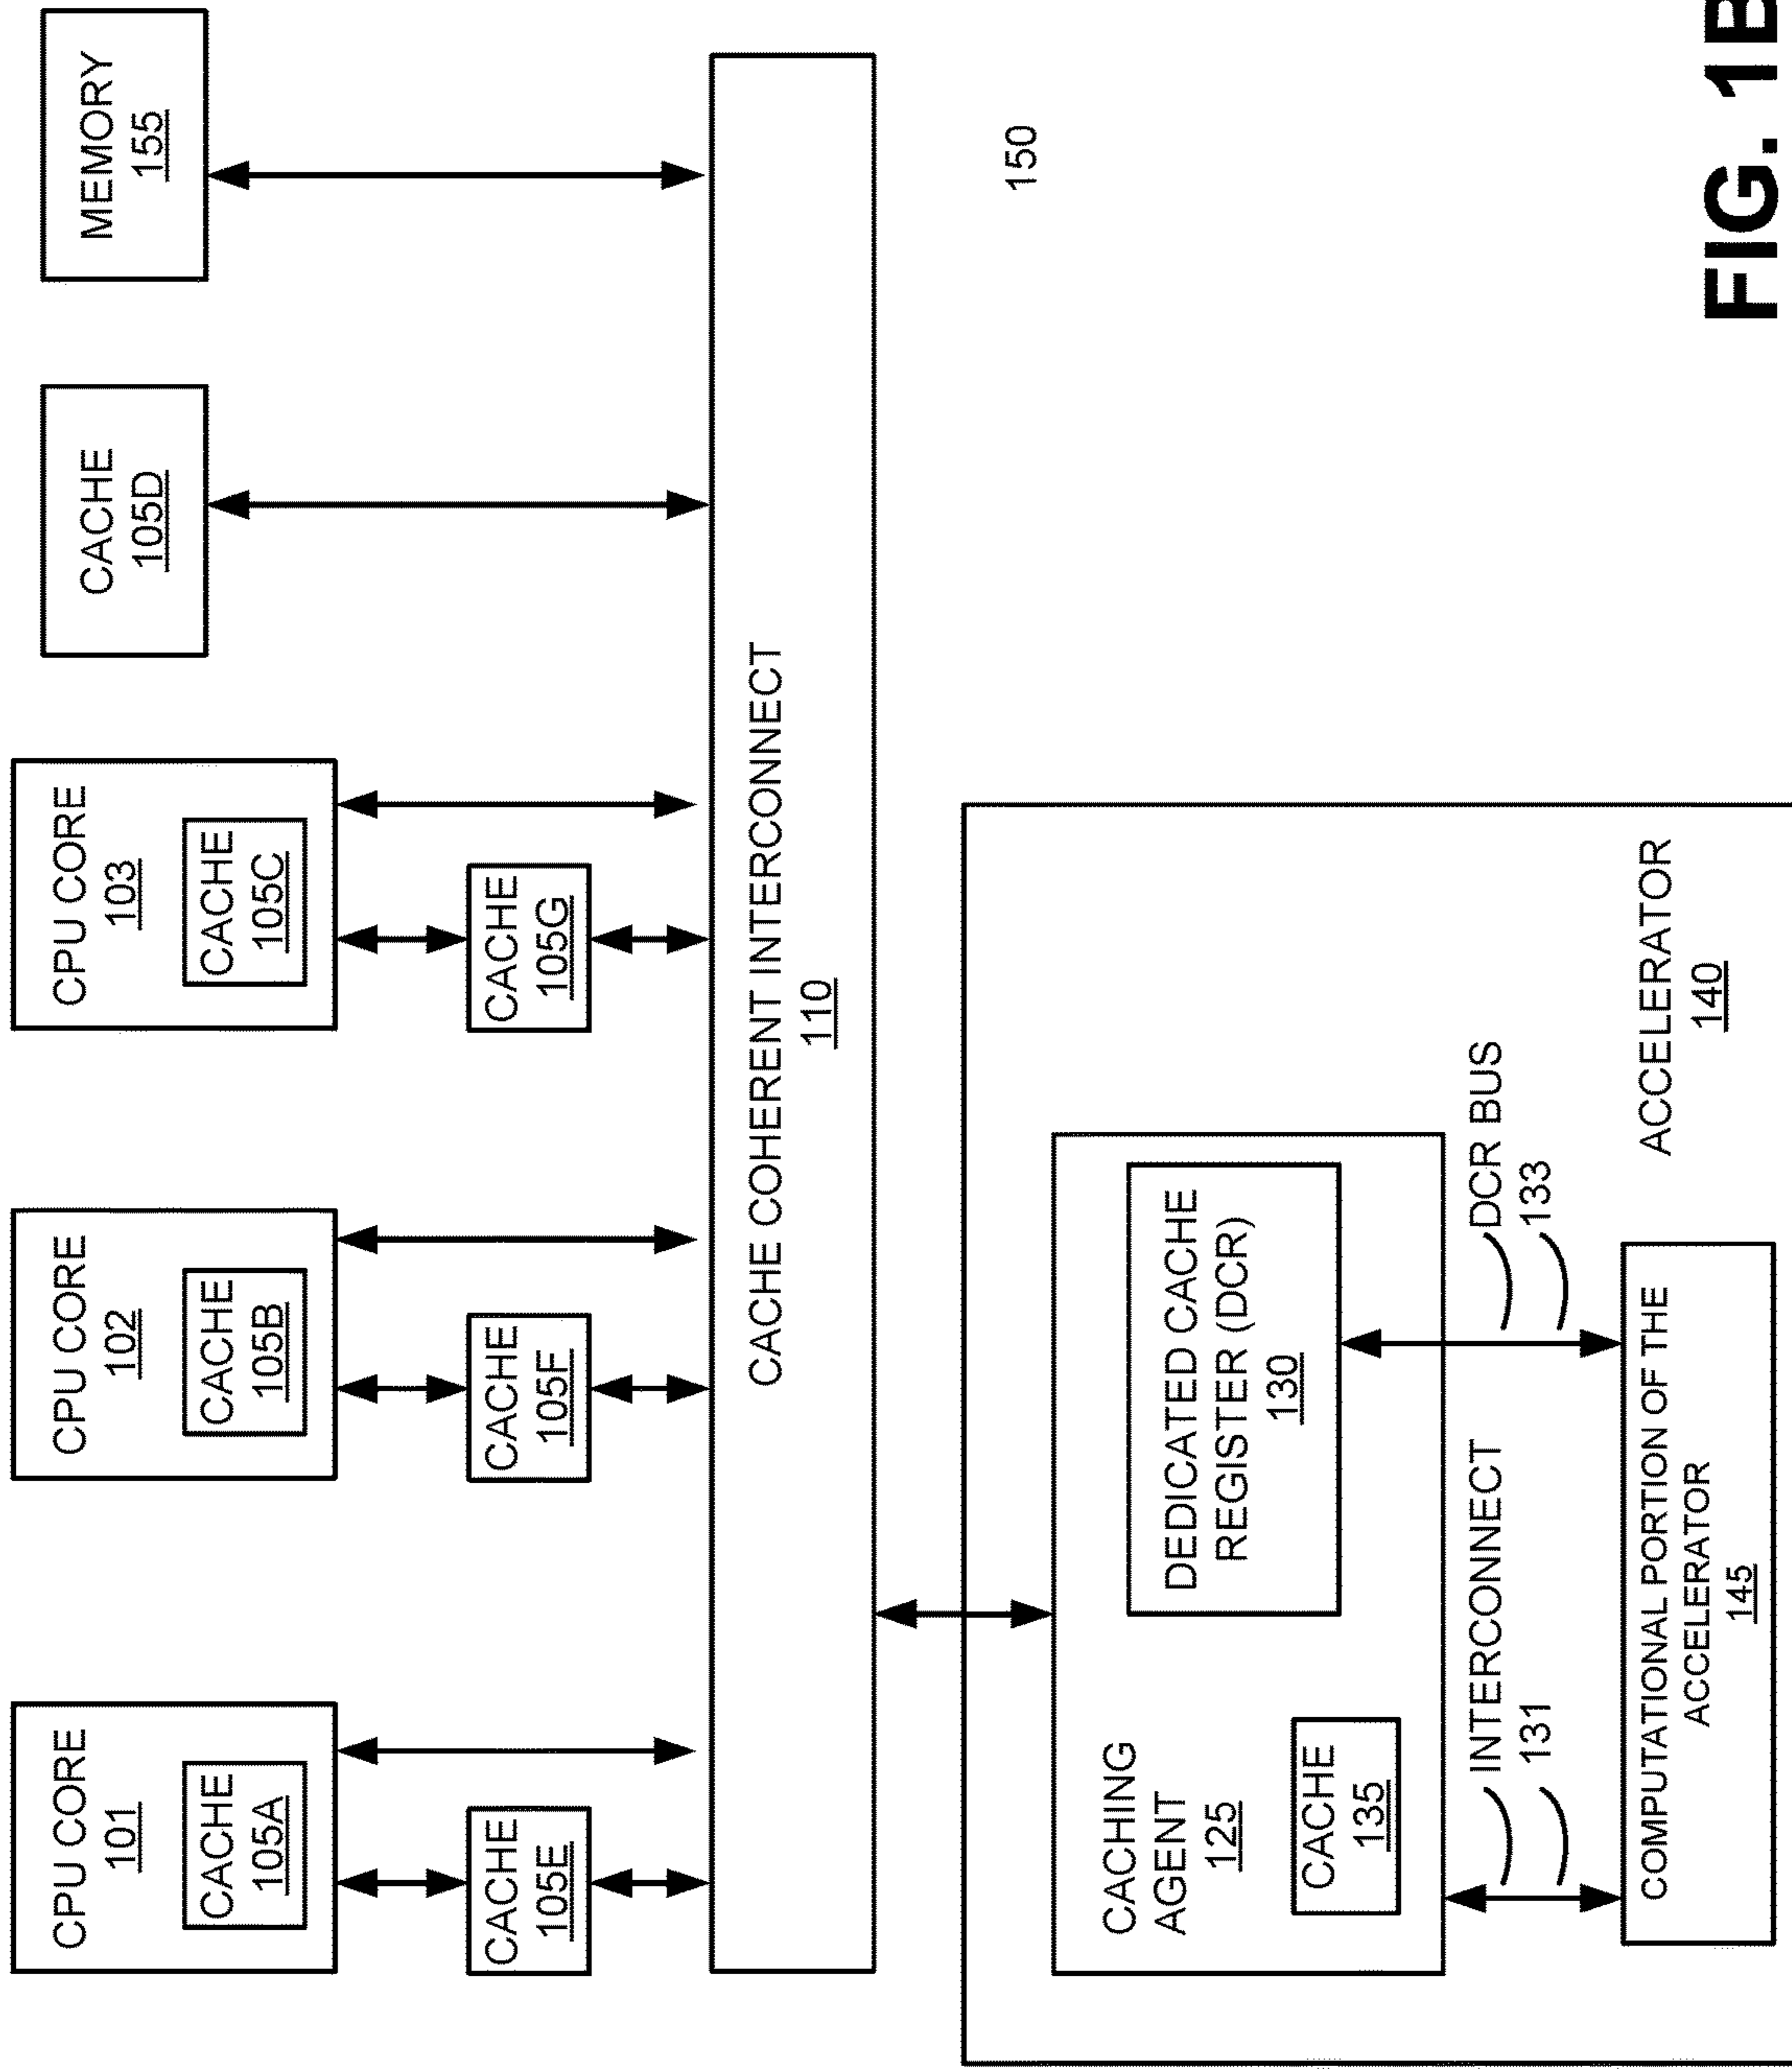 CPU CORE
101
CACHE
105A
CPU CORE
102
CACHE
105B
CPU CORE
103
CACHE
105C
CACHE
105D
MEMORY
155
CACHE
105E
CACHE
105F
CACHE
105G
CACHE COHERENT INTERCONNECT
110
150
CACHING
AGENT
125
CACHE
135
DEDICATED CACHE
REGISTER (DCR)
130
INTERCONNECT
131
DCR BUS
133
COMPUTATIONAL PORTION OF THE
ACCELERATOR
145
ACCELERATOR
140
FIG. 1B